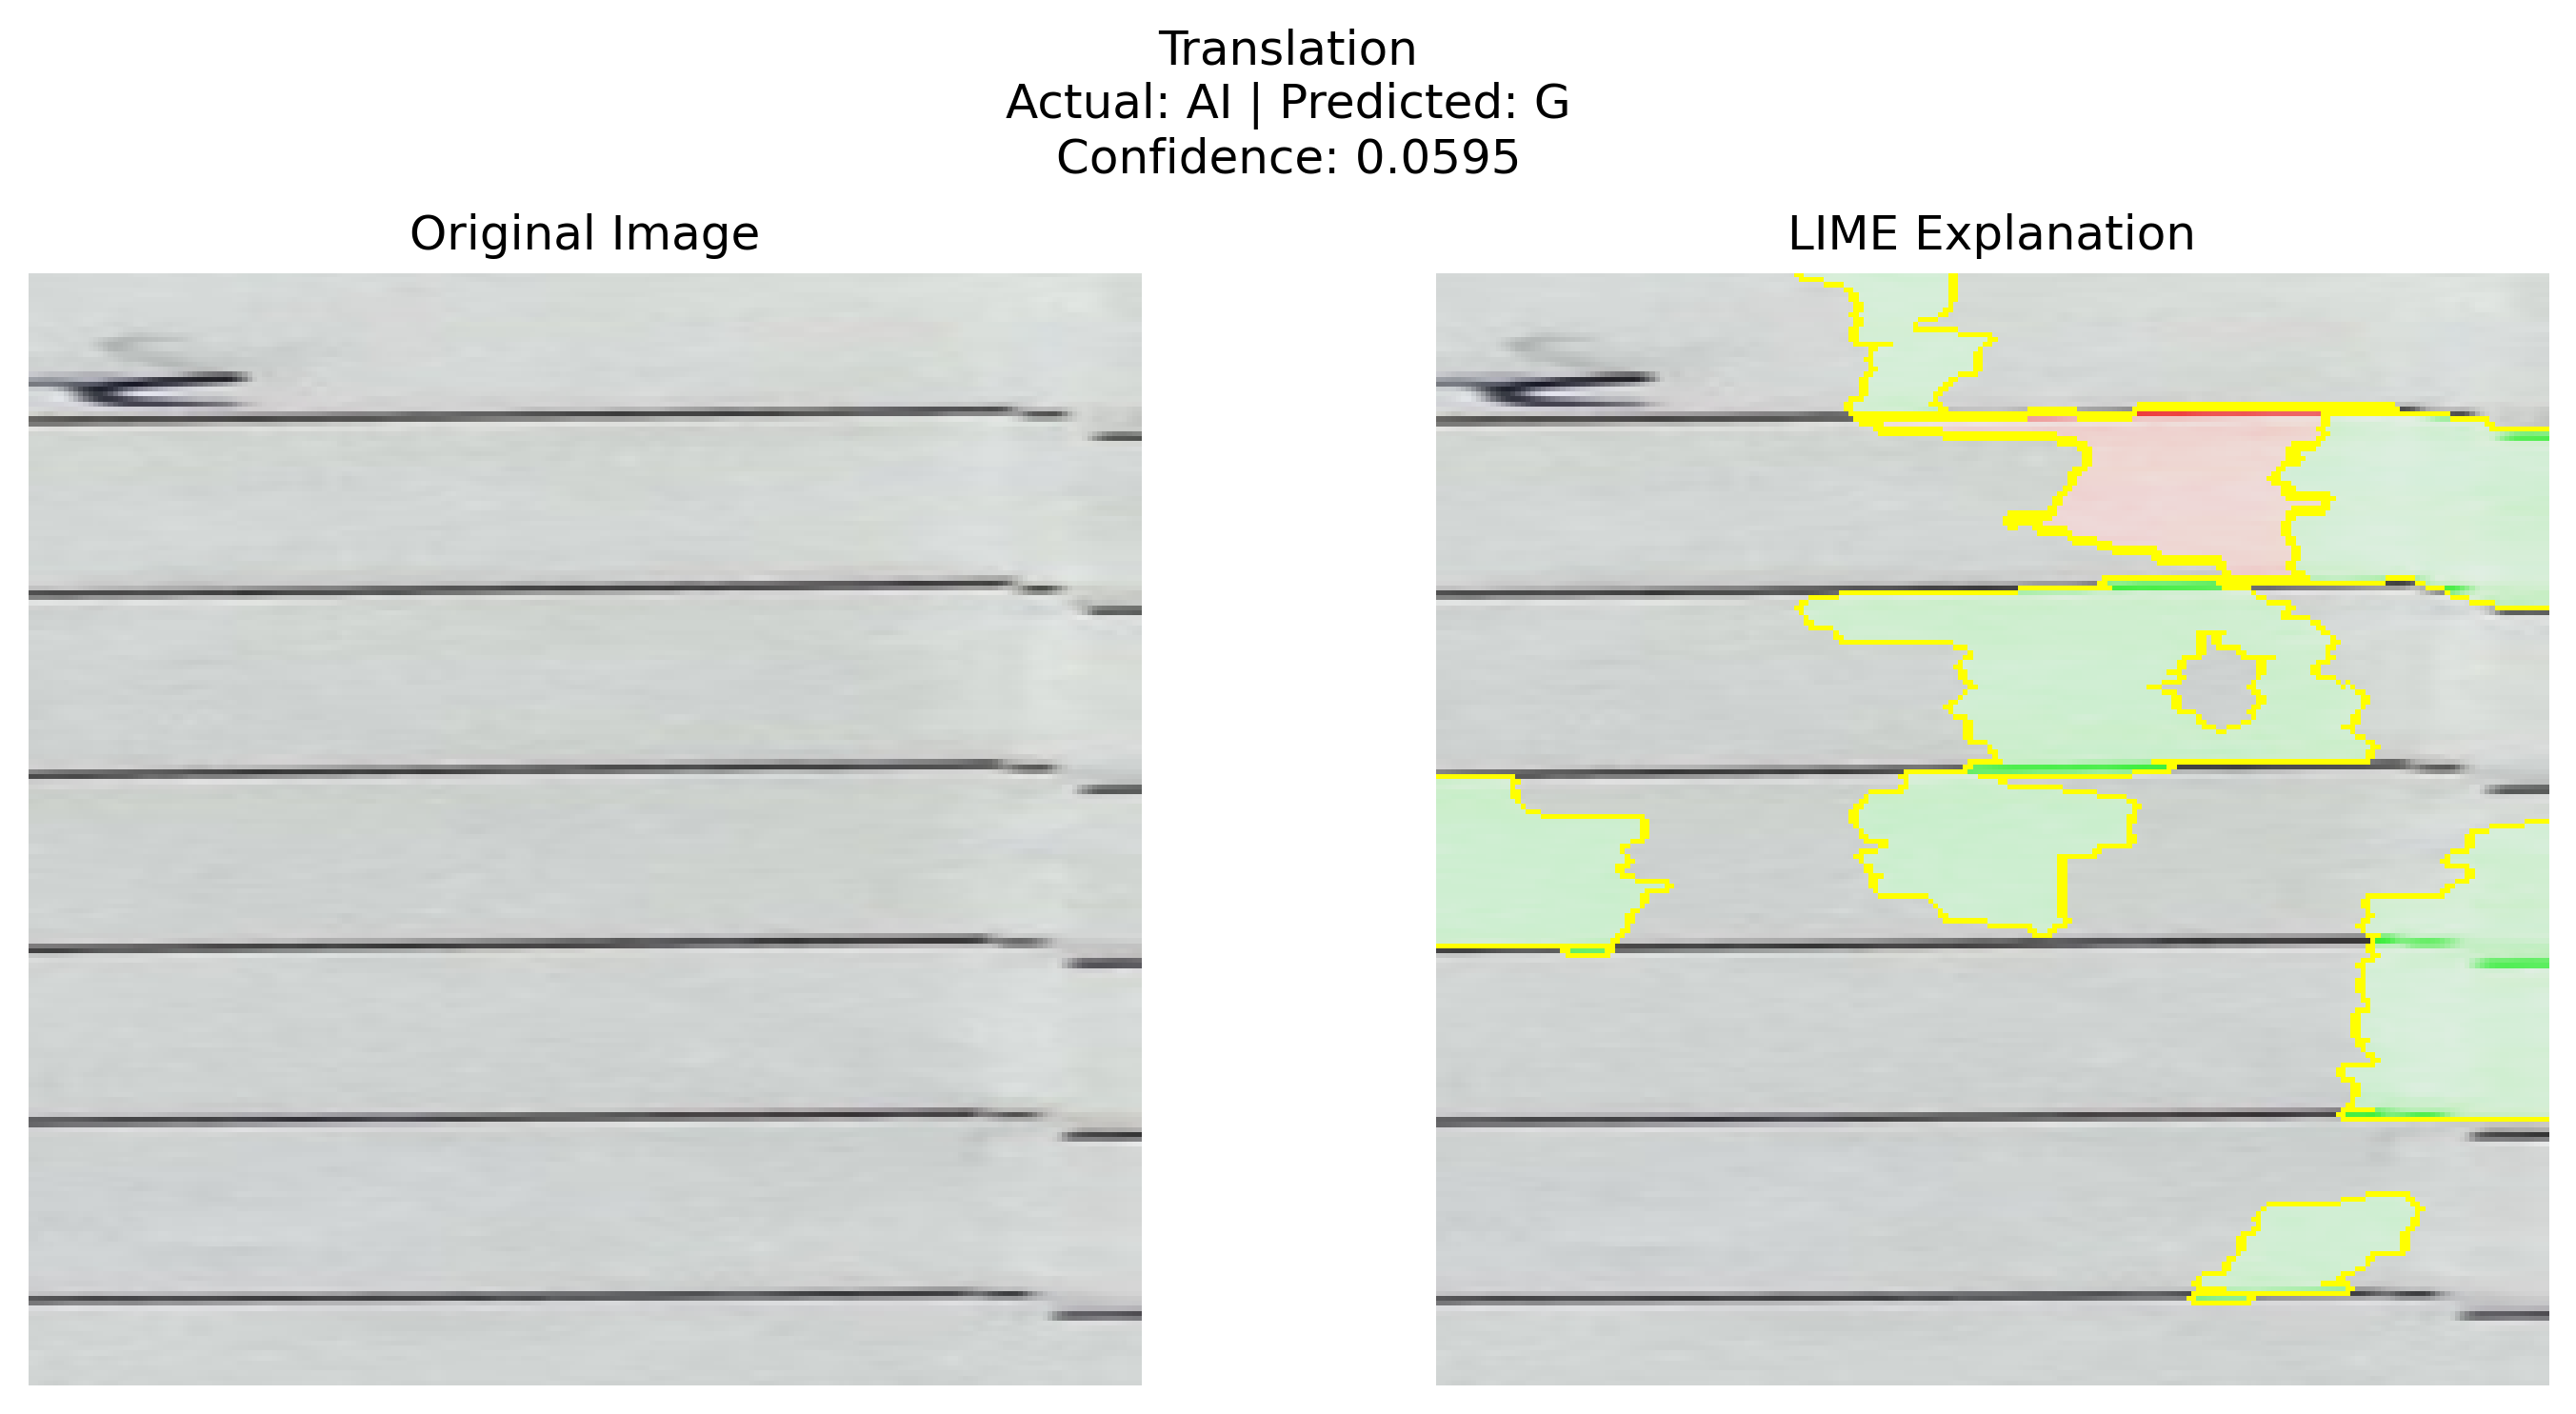 Translation
Actual: AI | Predicted: G
Confidence: 0.0595
Original Image
LIME Explanation